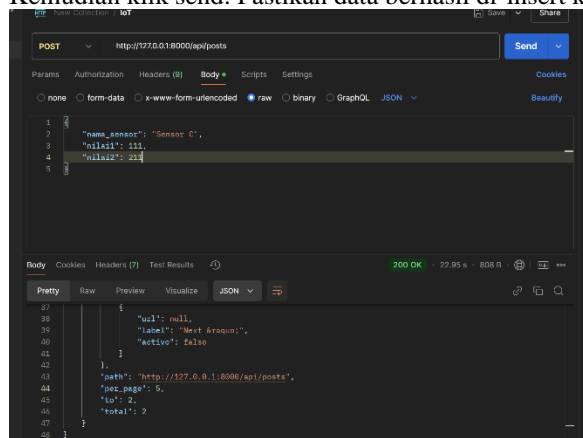 Kemudian klik send. Pastikan data berhasil di insert k
HTTP New Collection / IoT Save Share
POST http://127.0.0.1:8000/api/posts Send
Params Authorization Headers (9) Body Scripts Settings Cookies
none form-data x-www-form-urlencoded raw binary GraphQL JSON Beautify
1 {
2 "nama_sensor": "Sensor C",
3 "nilai1": 111,
4 "nilai2": 211
5 }
Body Cookies Headers (7) Test Results 200 OK 22.95 s 808 B
Pretty Raw Preview Visualize JSON
37 {
38 "url": null,
39 "label": "Next &raquo;",
40 "active": false
41 }
42 ],
43 "path": "http://127.0.0.1:8000/api/posts",
44 "per_page": 5,
45 "to": 2,
46 "total": 2
47 }
48 }